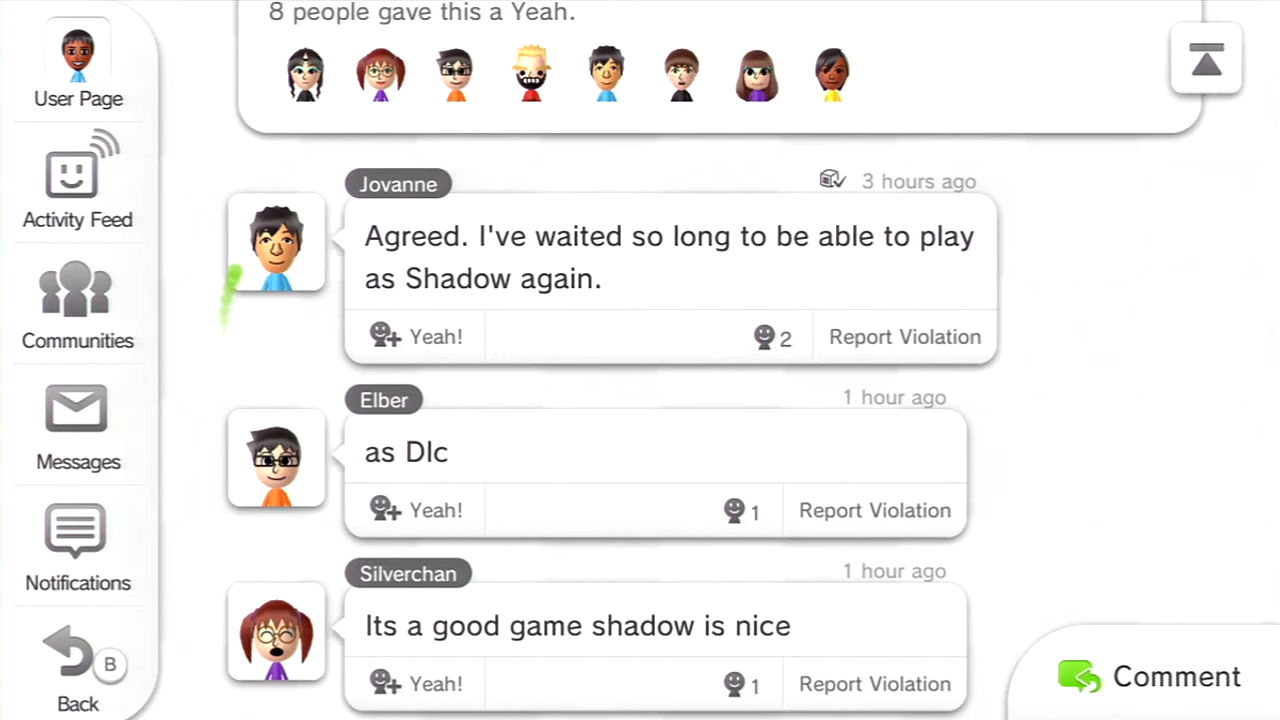 8 people gave this a Yeah.
User Page
Activity Feed
Communities
Messages
Notifications
B
Back
Jovanne
3 hours ago
Agreed. I've waited so long to be able to play
as Shadow again.
Yeah!
2
Report Violation
Elber
1 hour ago
as Dlc
Yeah!
1
Report Violation
Silverchan
1 hour ago
Its a good game shadow is nice
Yeah!
1
Report Violation
Comment